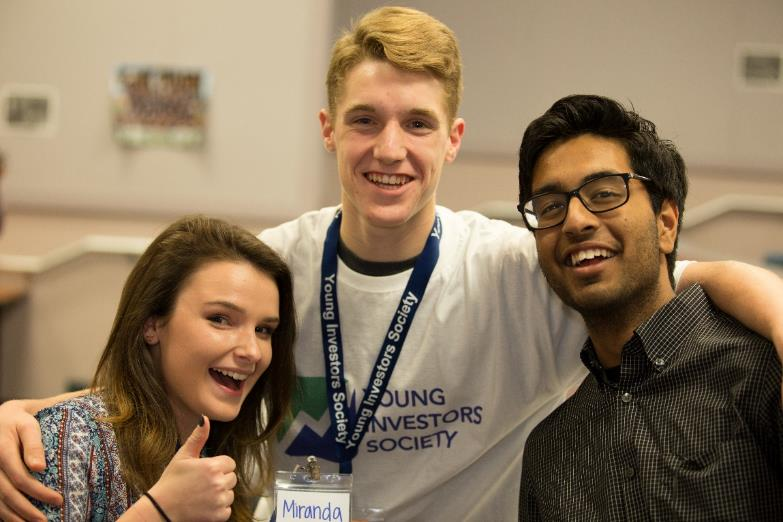 Young Investors Society
Young Investors Society
YOUNG
INVESTORS
SOCIETY
Miranda